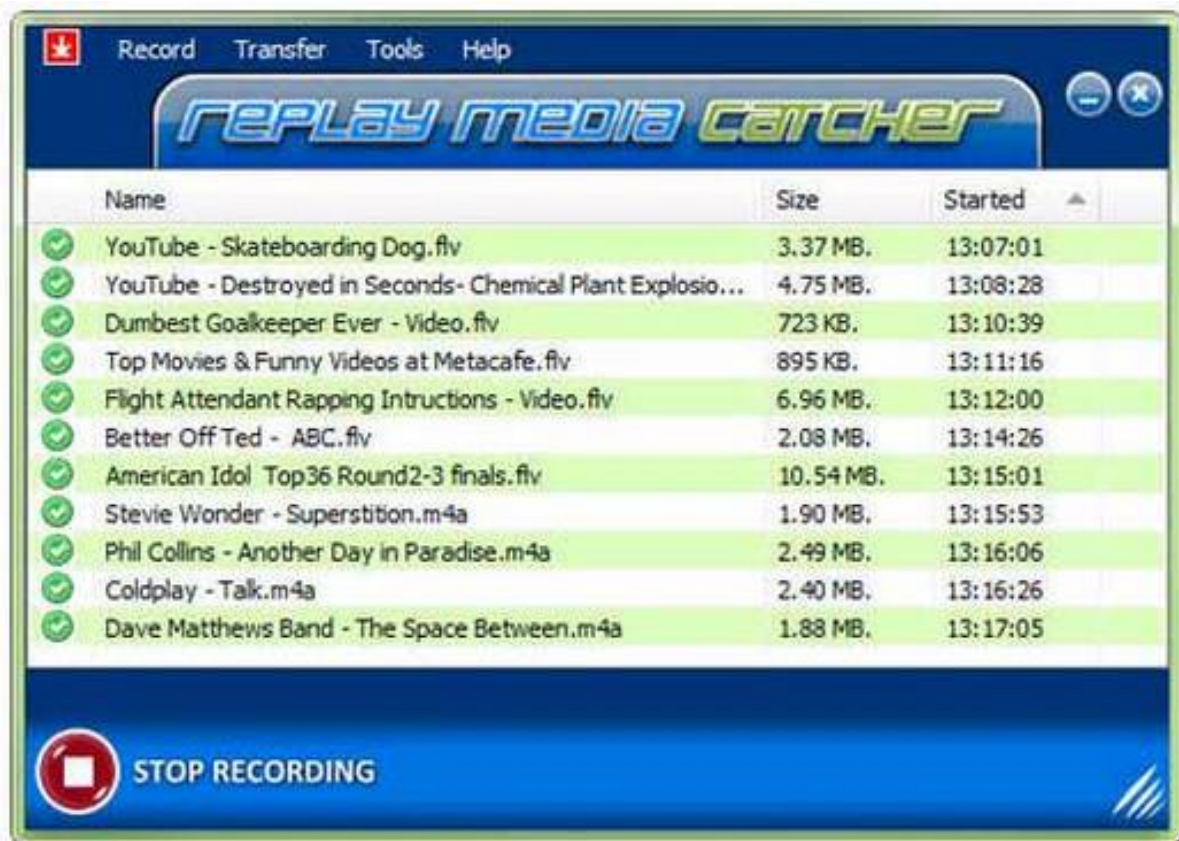 Record Transfer Tools Help
REPLAY MEDIA CATCHER
Name Size Started
YouTube - Skateboarding Dog.flv 3.37 MB. 13:07:01
YouTube - Destroyed in Seconds- Chemical Plant Explosio... 4.75 MB. 13:08:28
Dumbest Goalkeeper Ever - Video.flv 723 KB. 13:10:39
Top Movies & Funny Videos at Metacafe.flv 895 KB. 13:11:16
Flight Attendant Rapping Intructions - Video.flv 6.96 MB. 13:12:00
Better Off Ted -  ABC.flv 2.08 MB. 13:14:26
American Idol  Top36 Round2-3 finals.flv 10.54 MB. 13:15:01
Stevie Wonder - Superstition.m4a 1.90 MB. 13:15:53
Phil Collins - Another Day in Paradise.m4a 2.49 MB. 13:16:06
Coldplay - Talk.m4a 2.40 MB. 13:16:26
Dave Matthews Band - The Space Between.m4a 1.88 MB. 13:17:05
STOP RECORDING